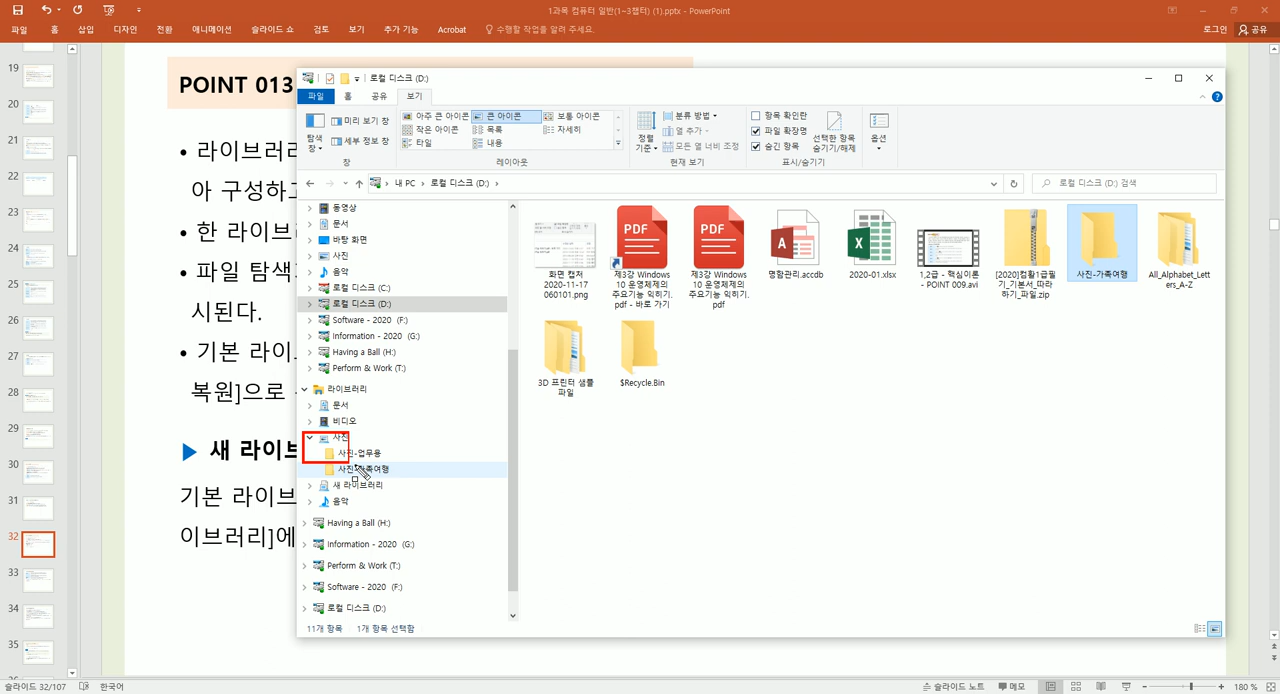 1과목 컴퓨터 일반(1~3챕터) (1).pptx - PowerPoint
파일 홈 삽입 디자인 전환 애니메이션 슬라이드 쇼 검토 보기 추가 기능 Acrobat 수행할 작업을 알려 주세요. 로그인 공유
19
20
21
22
23
24
25
26
27
28
29
30
31
32
33
34
35
POINT 013
• 라이브러리
아 구성하고
• 한 라이브
• 파일 탐색
시된다.
• 기본 라이
복원]으로
▶ 새 라이브
기본 라이브
이브러리]에
로컬 디스크 (D:)
파일 홈 공유 보기
탐색 창
미리 보기 창
세부 정보 창
창
아주 큰 아이콘 큰 아이콘 보통 아이콘
작은 아이콘 목록 자세히
타일 내용
레이아웃
정렬 기준
분류 방법
열 추가
모든 열 너비 조정
현재 보기
항목 확인란
파일 확장명
숨긴 항목
선택한 항목 숨기기/해제
표시/숨기기
옵션
내 PC > 로컬 디스크 (D:) >
로컬 디스크 (D:) 검색
동영상
문서
바탕 화면
사진
음악
로컬 디스크 (C:)
로컬 디스크 (D:)
Software - 2020 (F:)
Information - 2020 (G:)
Having a Ball (H:)
Perform & Work (T:)
라이브러리
문서
비디오
사진
사진-업무용
사진-가족여행
새 라이브러리
음악
Having a Ball (H:)
Information - 2020 (G:)
Perform & Work (T:)
Software - 2020 (F:)
로컬 디스크 (D:)
화면 캡처
2020-11-17
060101.png
제3강 Windows
10 운영체제의
주요기능 익히기.
pdf - 바로 가기
제3강 Windows
10 운영체제의
주요기능 익히기.
pdf
명함관리.accdb
2020-01.xlsx
1,2급 - 핵심이론
- POINT 009.avi
[2020]컴활1급필
기_기본서_따라
하기_파일.zip
사진-가족여행
All_Alphabet_Lett
ers_A-Z
3D 프린터 샘플
파일
$Recycle.Bin
11개 항목 1개 항목 선택함
슬라이드 32/107 한국어 슬라이드 노트 메모 180 %